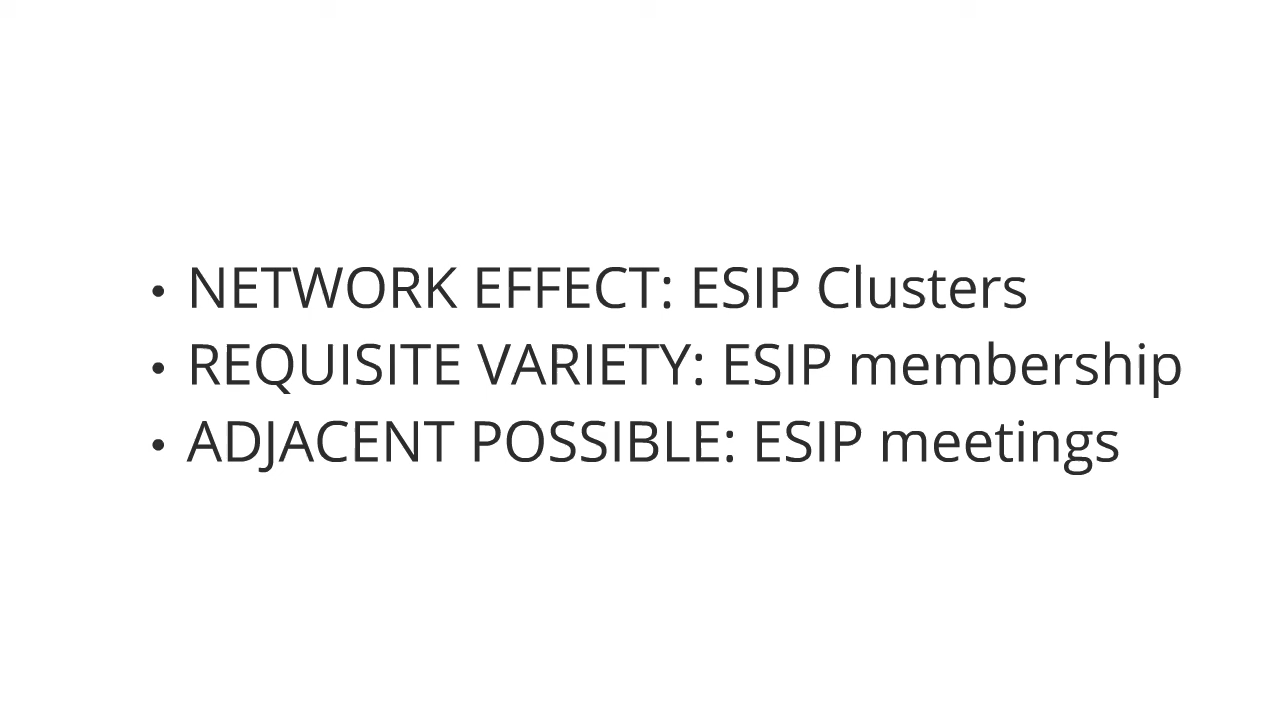 • NETWORK EFFECT: ESIP Clusters
• REQUISITE VARIETY: ESIP membership
• ADJACENT POSSIBLE: ESIP meetings